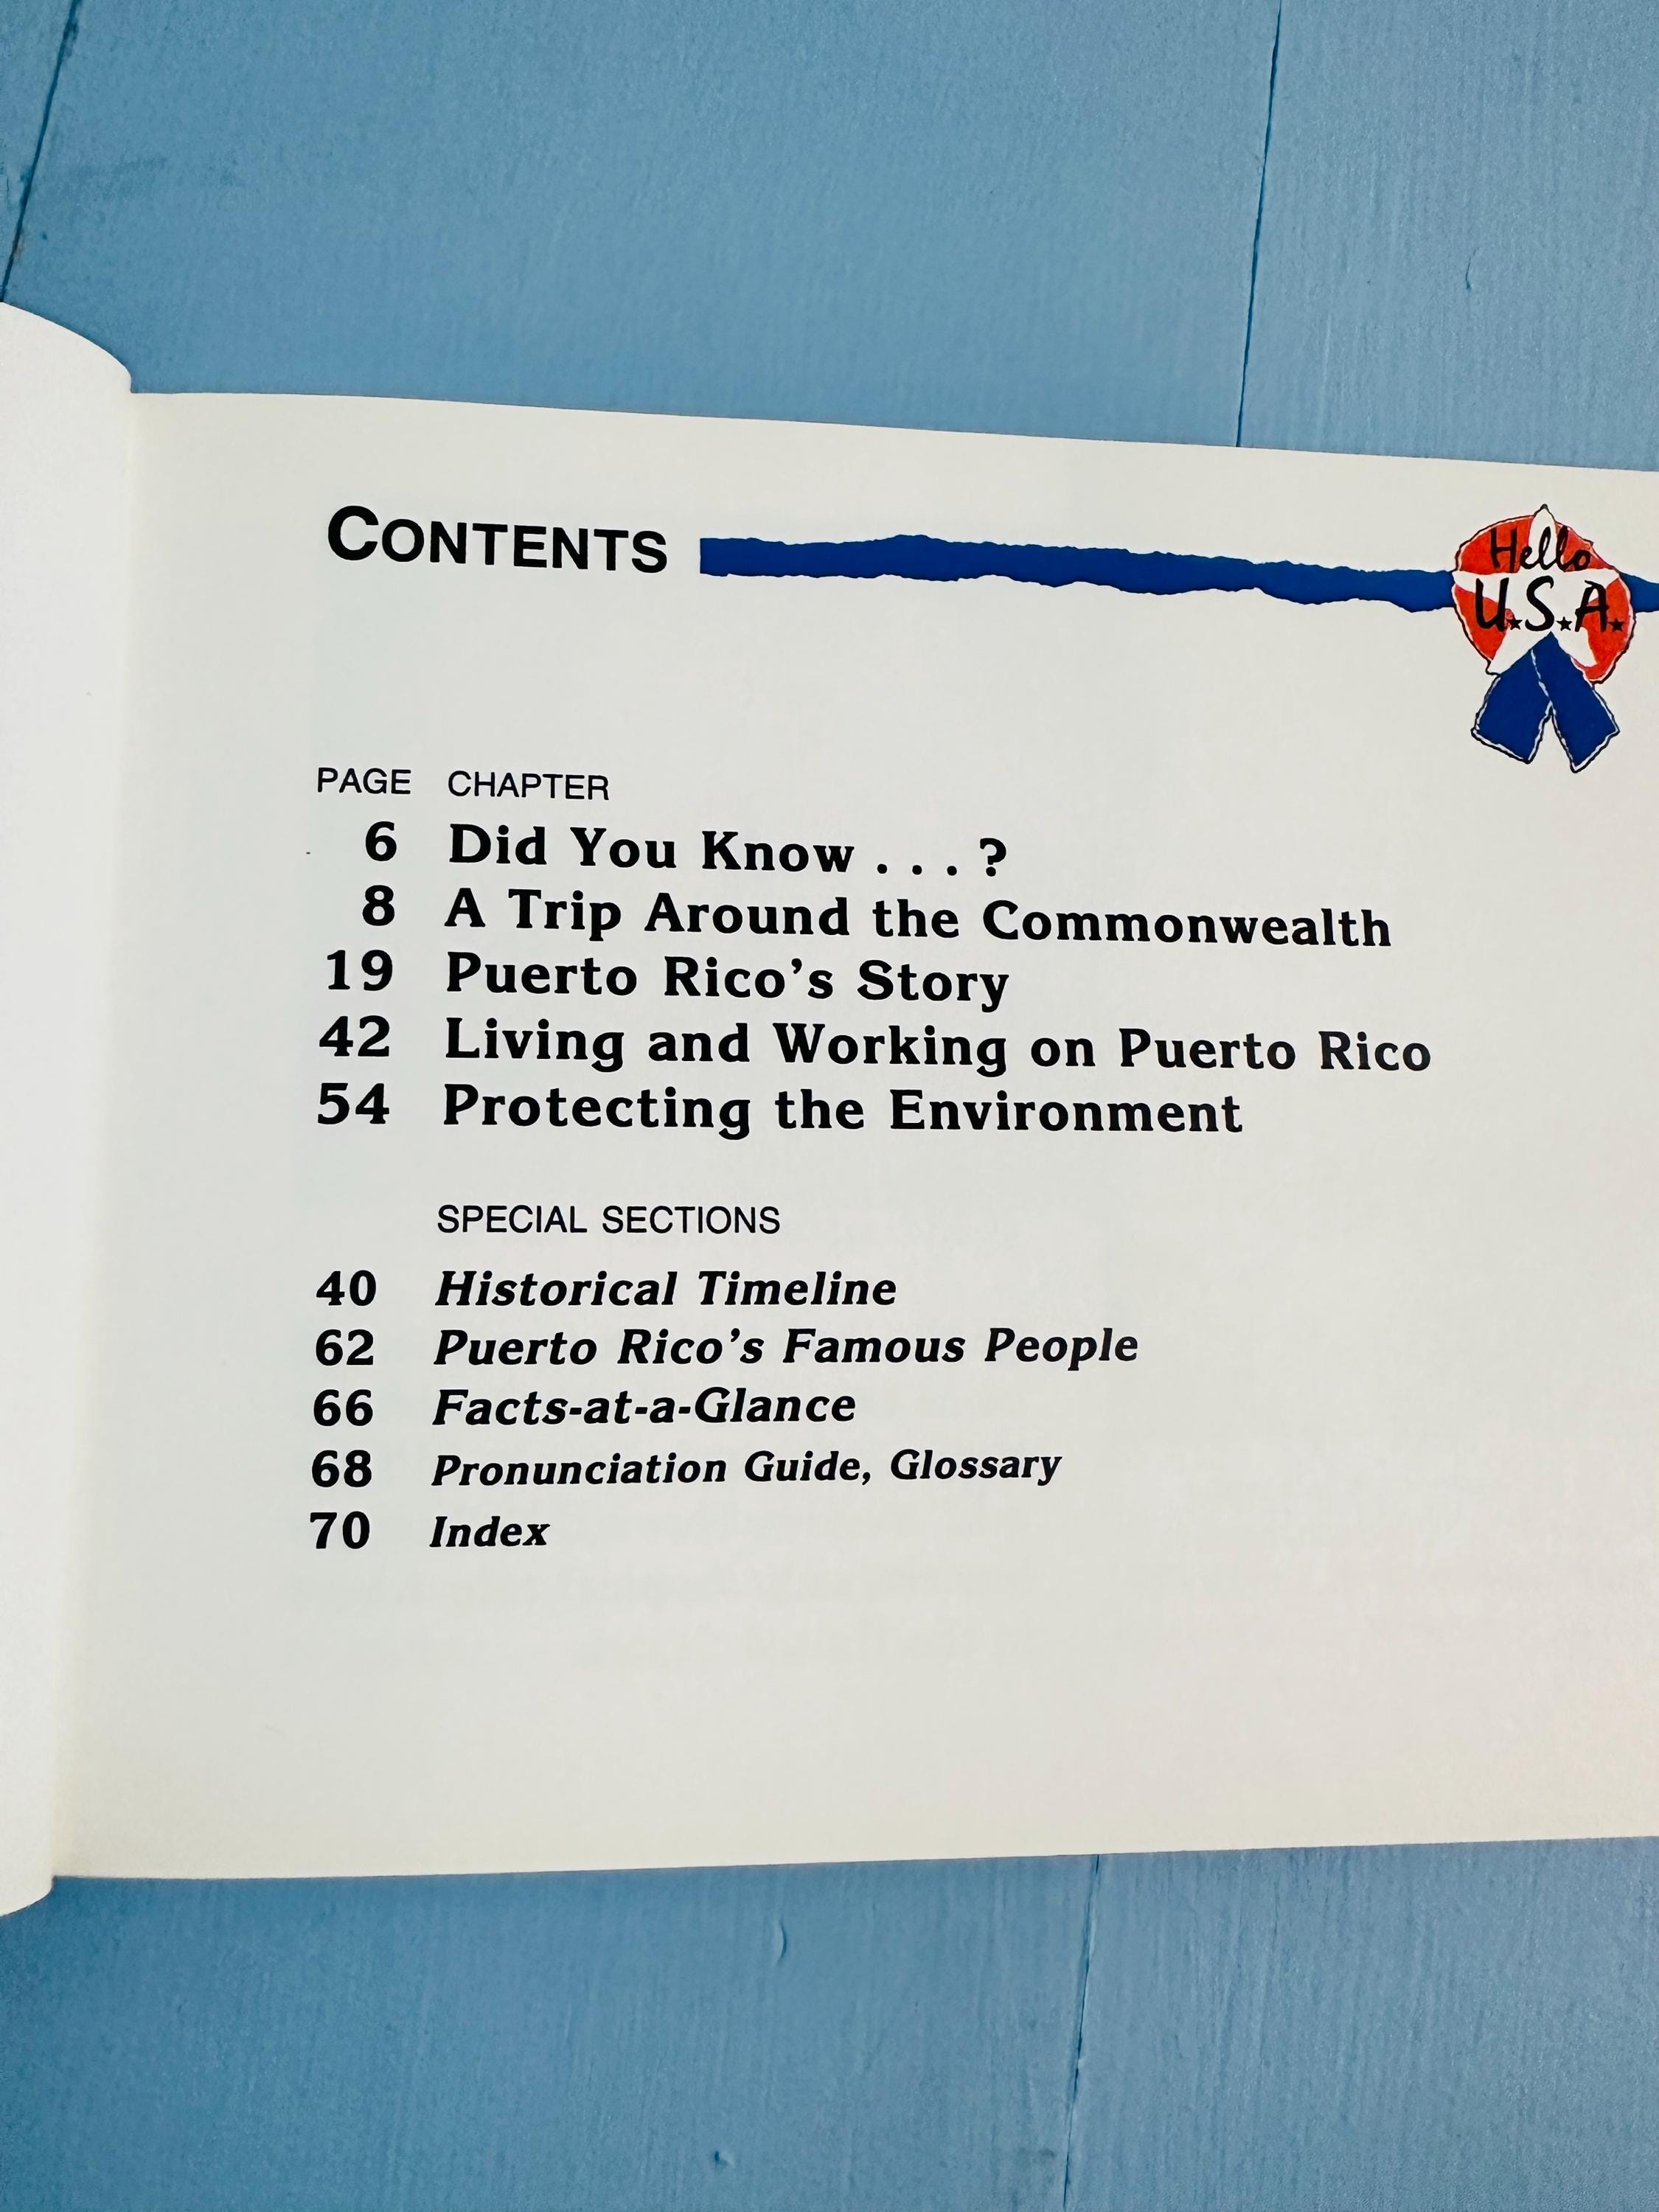 CONTENTS
Hello
U.S.A.
PAGE CHAPTER
6 Did You Know . . . ?
8 A Trip Around the Commonwealth
19 Puerto Rico's Story
42 Living and Working on Puerto Rico
54 Protecting the Environment
SPECIAL SECTIONS
40 Historical Timeline
62 Puerto Rico's Famous People
66 Facts-at-a-Glance
68 Pronunciation Guide, Glossary
70 Index